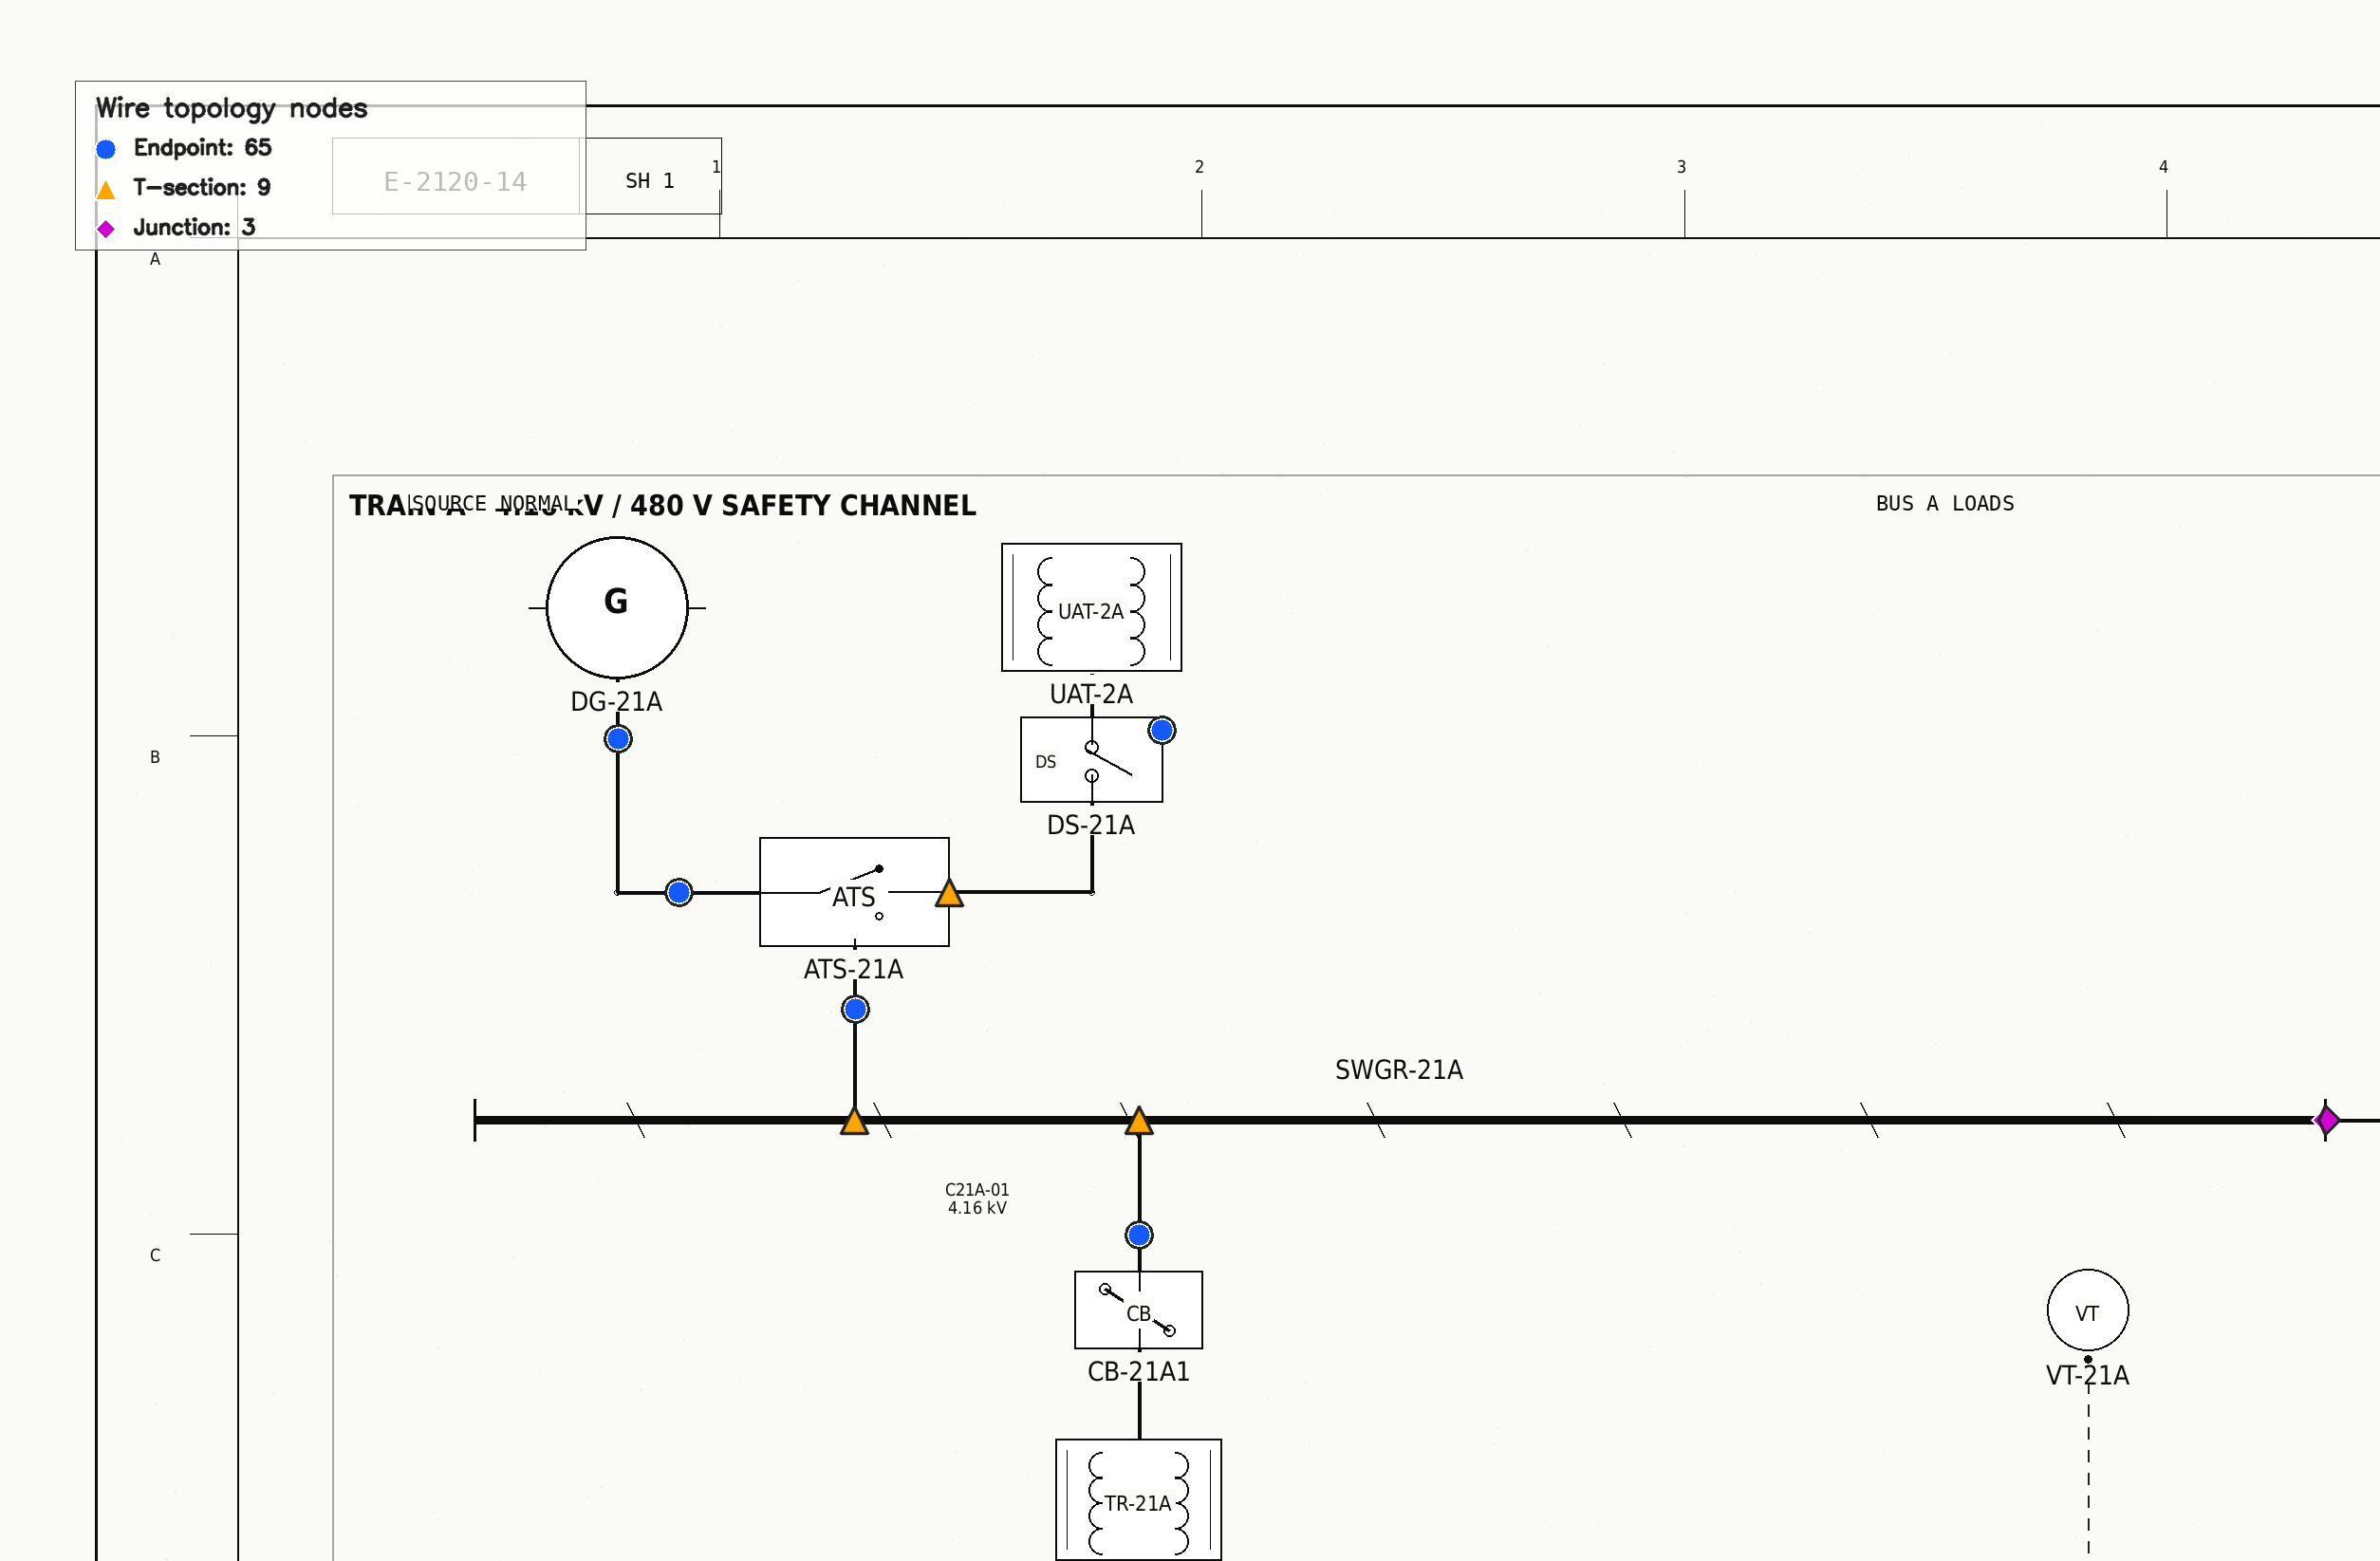 Wire topology nodes
Endpoint: 65
T-section: 9
Junction: 3
E-2120-14
SH 1
1
2
3
4
A
B
C
SOURCE NORMAL
V / 480 V SAFETY CHANNEL
BUS A LOADS
G
DG-21A
UAT-2A
UAT-2A
DS
DS-21A
ATS
ATS-21A
SWGR-21A
C21A-01
4.16 kV
CB
CB-21A1
VT
VT-21A
TR-21A